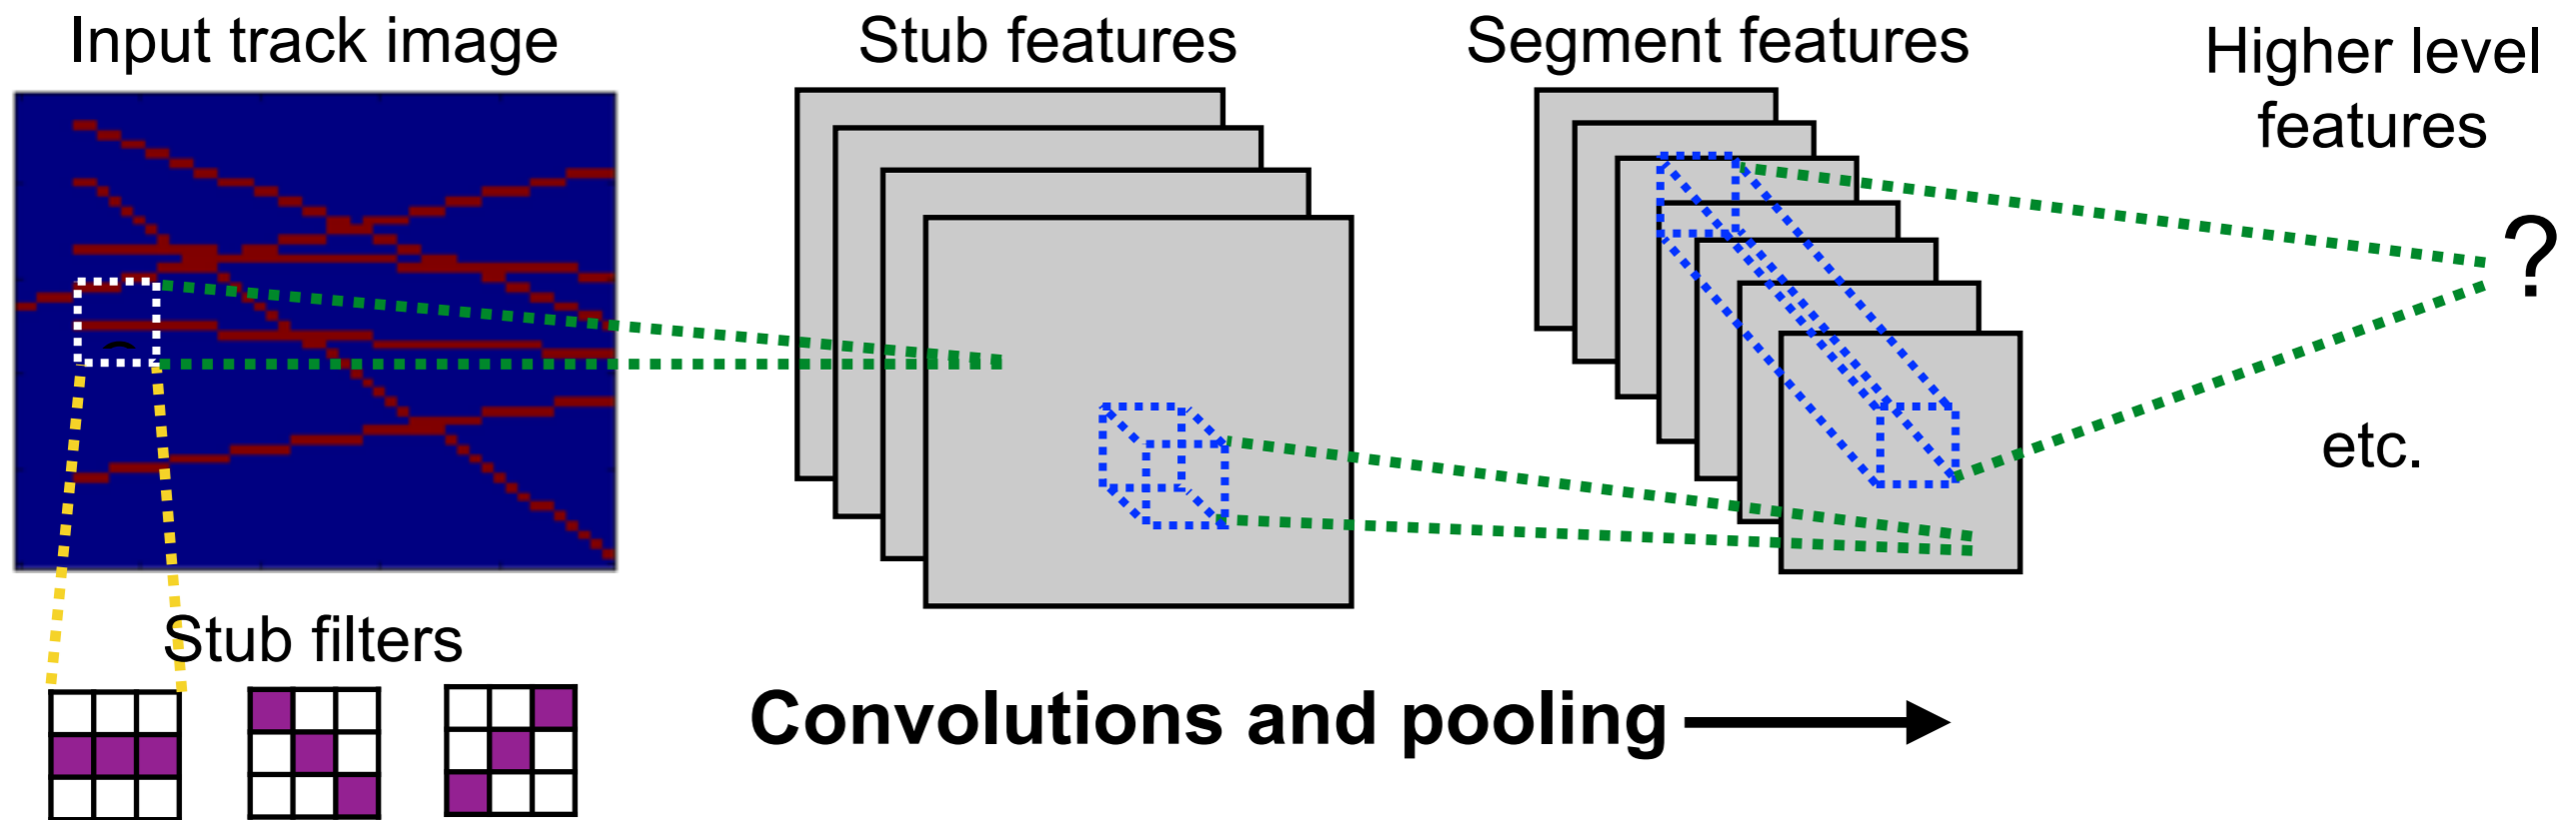 Input track image
Stub features
Segment features
Higher level
features
?
etc.
Stub filters
Convolutions and pooling